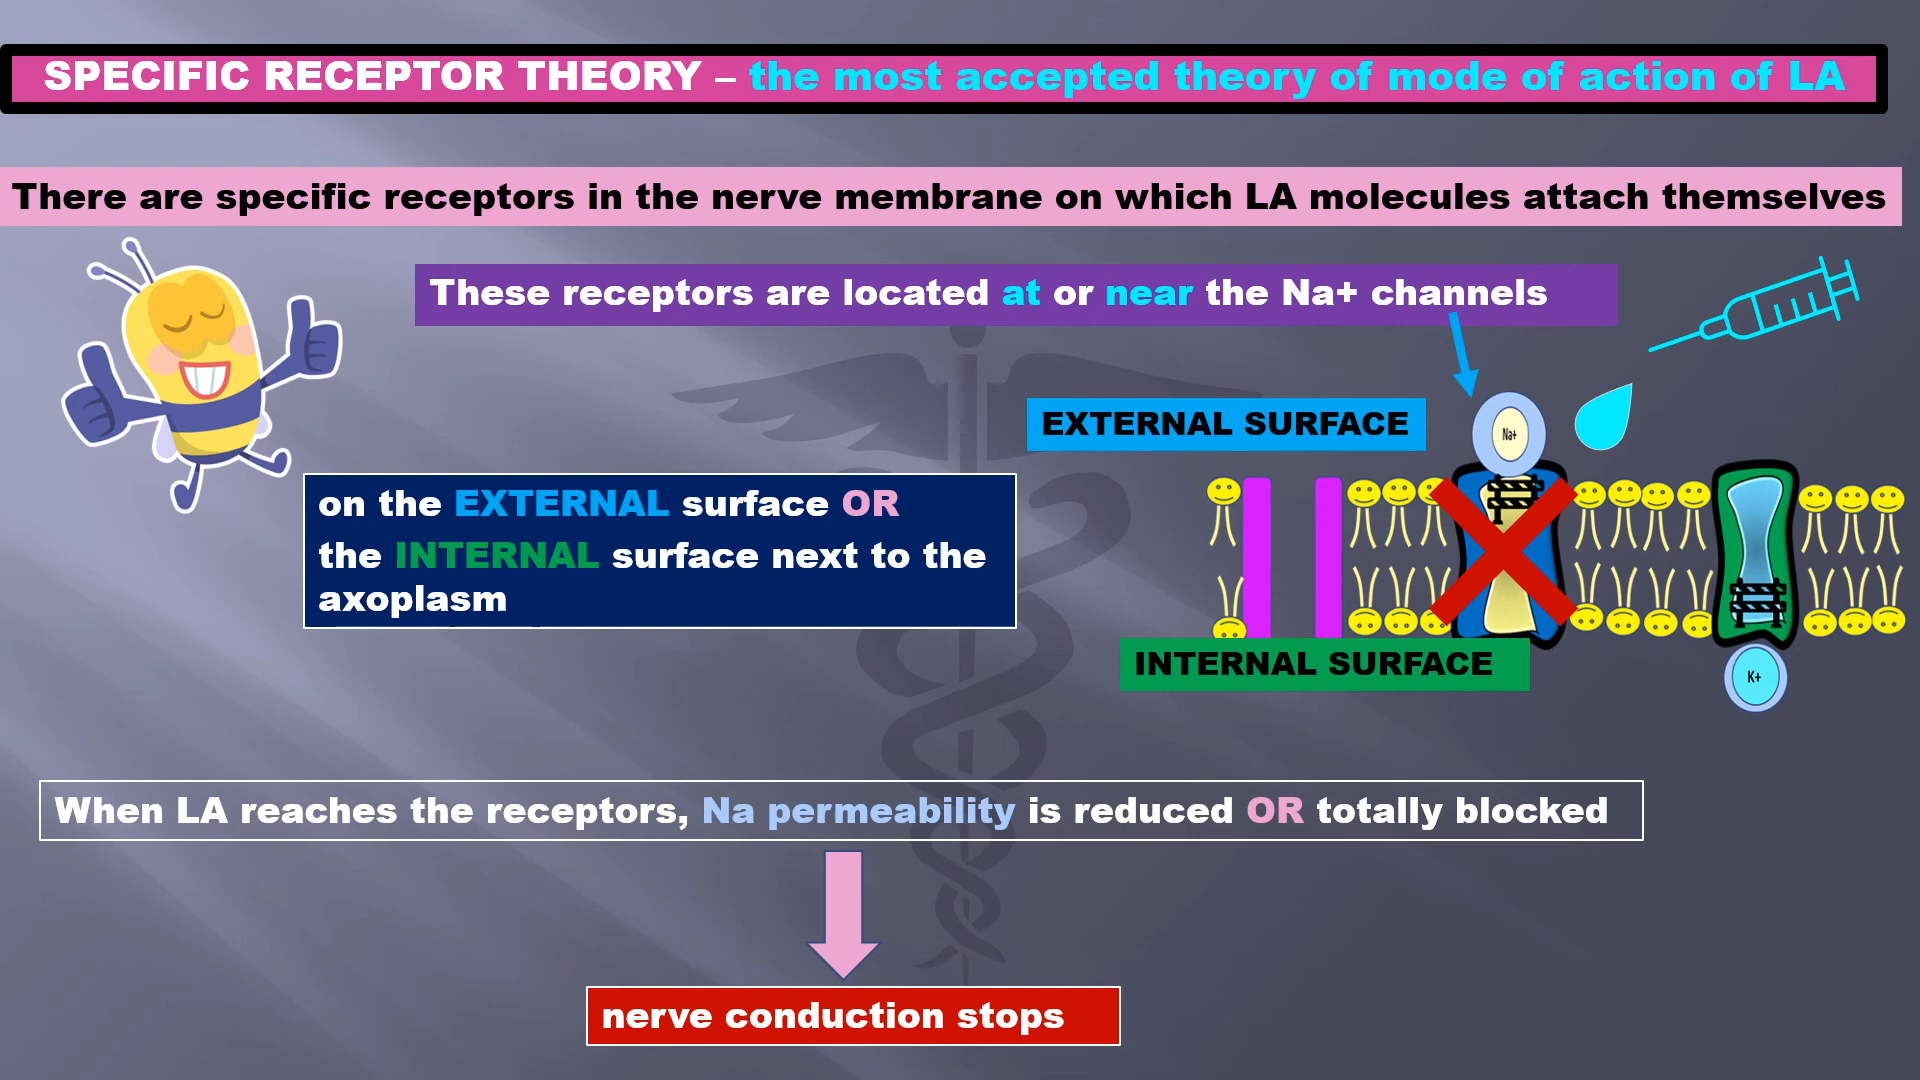 SPECIFIC RECEPTOR THEORY – the most accepted theory of mode of action of LA
There are specific receptors in the nerve membrane on which LA molecules attach themselves
These receptors are located at or near the Na+ channels
EXTERNAL SURFACE
Na+
on the EXTERNAL surface OR
the INTERNAL surface next to the
axoplasm
INTERNAL SURFACE
K+
When LA reaches the receptors, Na permeability is reduced OR totally blocked
nerve conduction stops